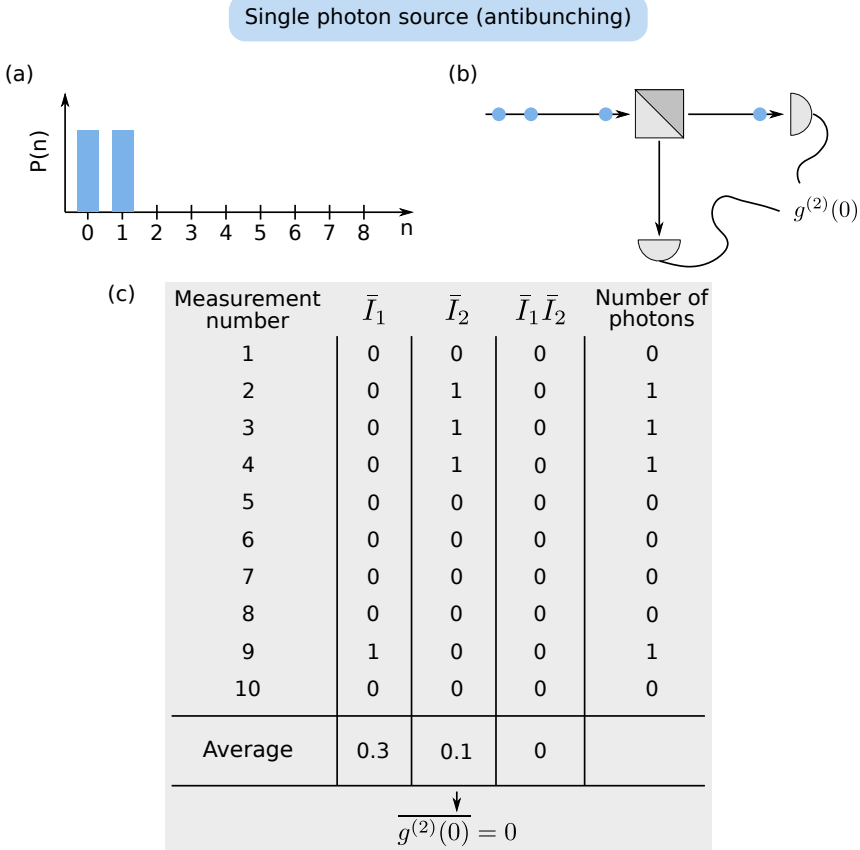 Single photon source (antibunching)
(a)
P(n)
0 1 2 3 4 5 6 7 8 n
(b)
g⁽²⁾(0)
(c)
Measurement number Ī₁ Ī₂ Ī₁Ī₂ Number of photons
1 0 0 0 0
2 0 1 0 1
3 0 1 0 1
4 0 1 0 1
5 0 0 0 0
6 0 0 0 0
7 0 0 0 0
8 0 0 0 0
9 1 0 0 1
10 0 0 0 0
Average 0.3 0.1 0
g⁽²⁾(0) = 0